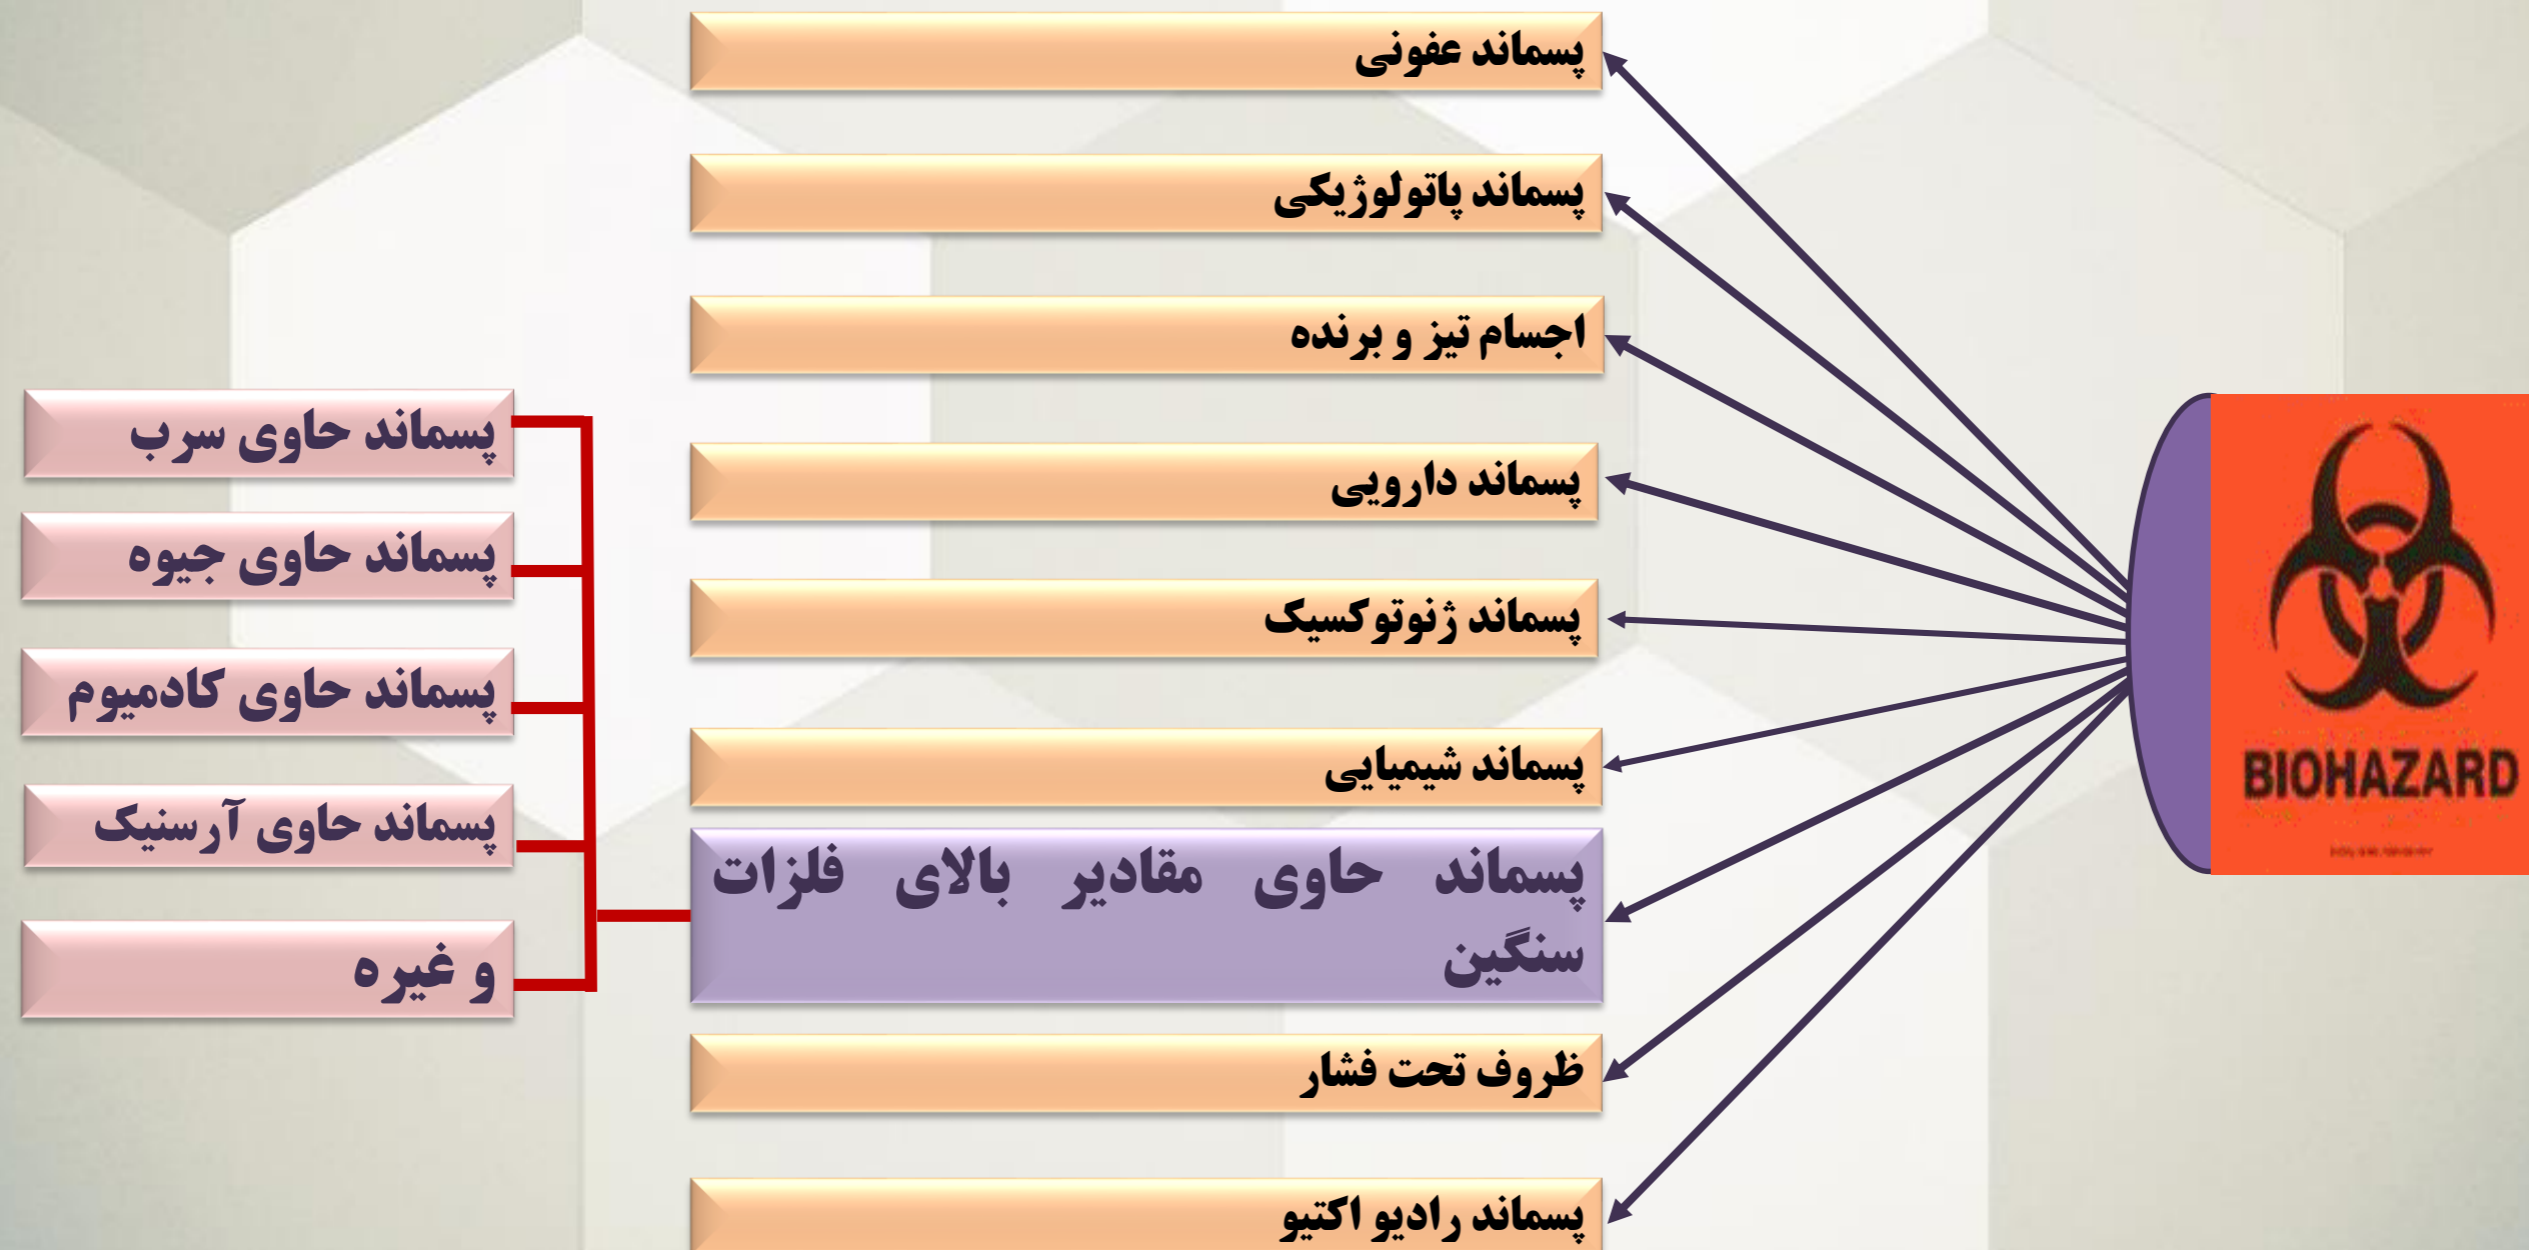 پسماند عفونی
پسماند پاتولوژیکی
اجسام تیز و برنده
پسماند دارویی
پسماند ژنوتوکسیک
پسماند شیمیایی
پسماند حاوی مقادیر بالای فلزات
سنگین
ظروف تحت فشار
پسماند رادیو اکتیو
پسماند حاوی سرب
پسماند حاوی جیوه
پسماند حاوی کادمیوم
پسماند حاوی آرسنیک
و غیره
BIOHAZARD